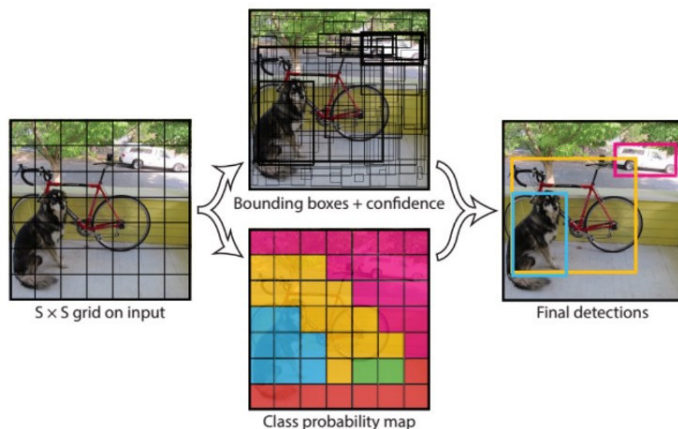 S × S grid on input
Bounding boxes + confidence
Class probability map
Final detections